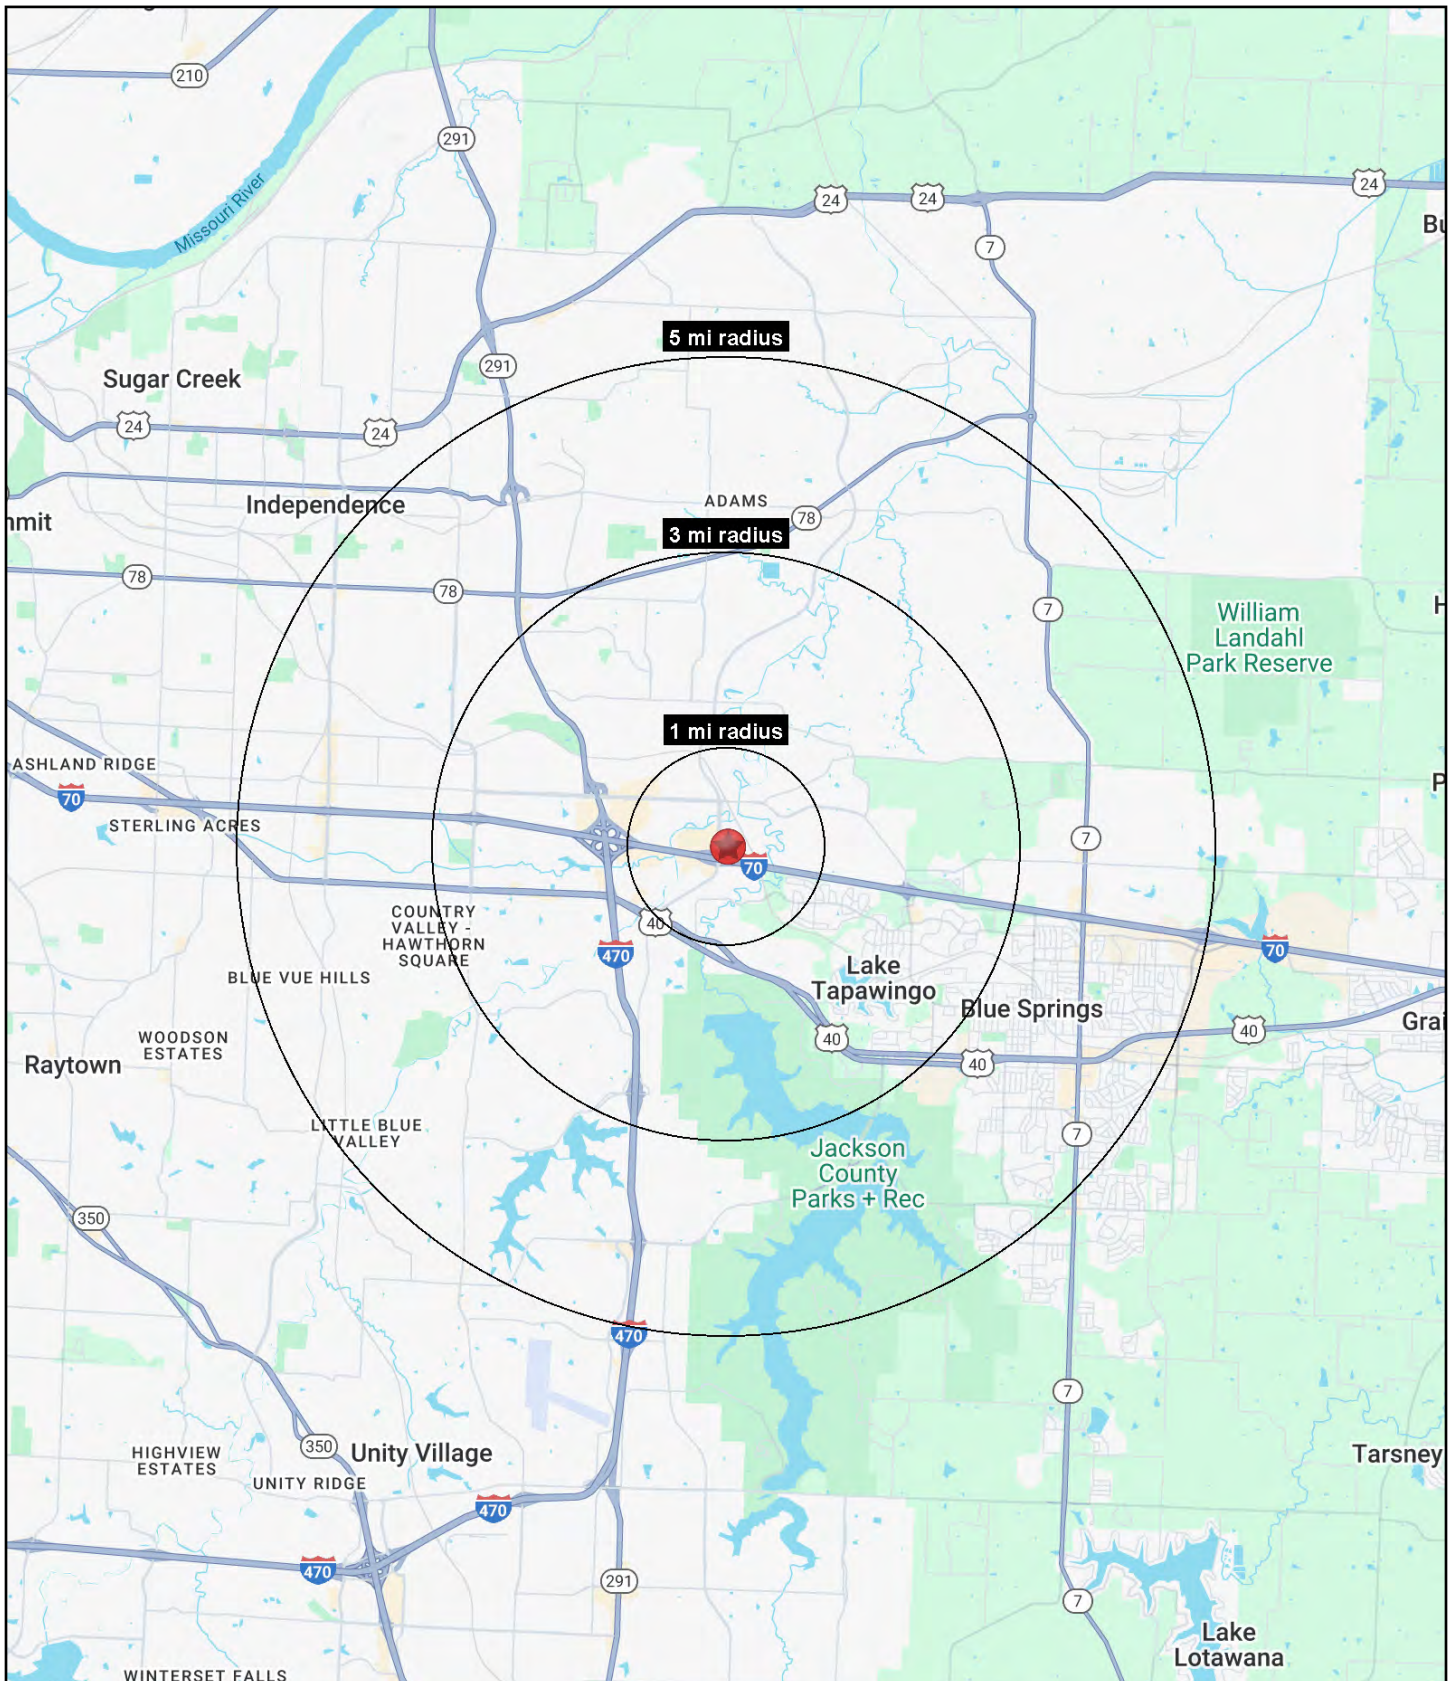 210
291
Missouri River
24
24
24
7
5 mi radius
291
Sugar Creek
24
24
Independence
ADAMS
78
3 mi radius
78
78
7
William
Landahl
Park Reserve
1 mi radius
ASHLAND RIDGE
70
STERLING ACRES
7
70
COUNTRY
VALLEY -
HAWTHORN
SQUARE
40
470
70
BLUE VUE HILLS
Lake
Tapawingo
Blue Springs
40
40
40
WOODSON
ESTATES
Raytown
LITTLE BLUE
VALLEY
7
Jackson
County
Parks + Rec
350
470
7
HIGHVIEW
ESTATES
350
Unity Village
UNITY RIDGE
Tarsney
470
470
291
7
Lake
Lotawana
WINTERSET FALLS